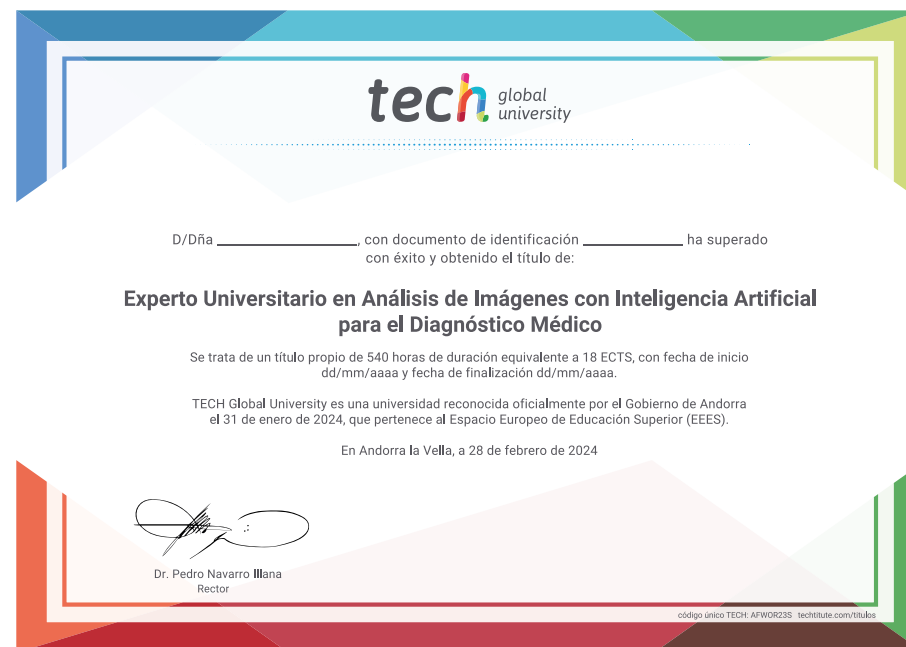 tech global university
D/Dña ________________, con documento de identificación ____________ ha superado
con éxito y obtenido el título de:
Experto Universitario en Análisis de Imágenes con Inteligencia Artificial
para el Diagnóstico Médico
Se trata de un título propio de 540 horas de duración equivalente a 18 ECTS, con fecha de inicio
dd/mm/aaaa y fecha de finalización dd/mm/aaaa.
TECH Global University es una universidad reconocida oficialmente por el Gobierno de Andorra
el 31 de enero de 2024, que pertenece al Espacio Europeo de Educación Superior (EEES).
En Andorra la Vella, a 28 de febrero de 2024
Dr. Pedro Navarro Illana
Rector
código único TECH: AFWOR23S techtitute.com/titulos